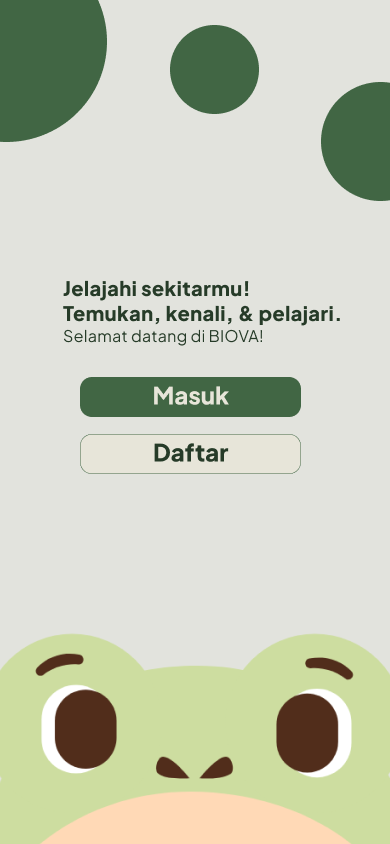 Jelajahi sekitarmu!
Temukan, kenali, & pelajari.
Selamat datang di BIOVA!
Masuk
Daftar